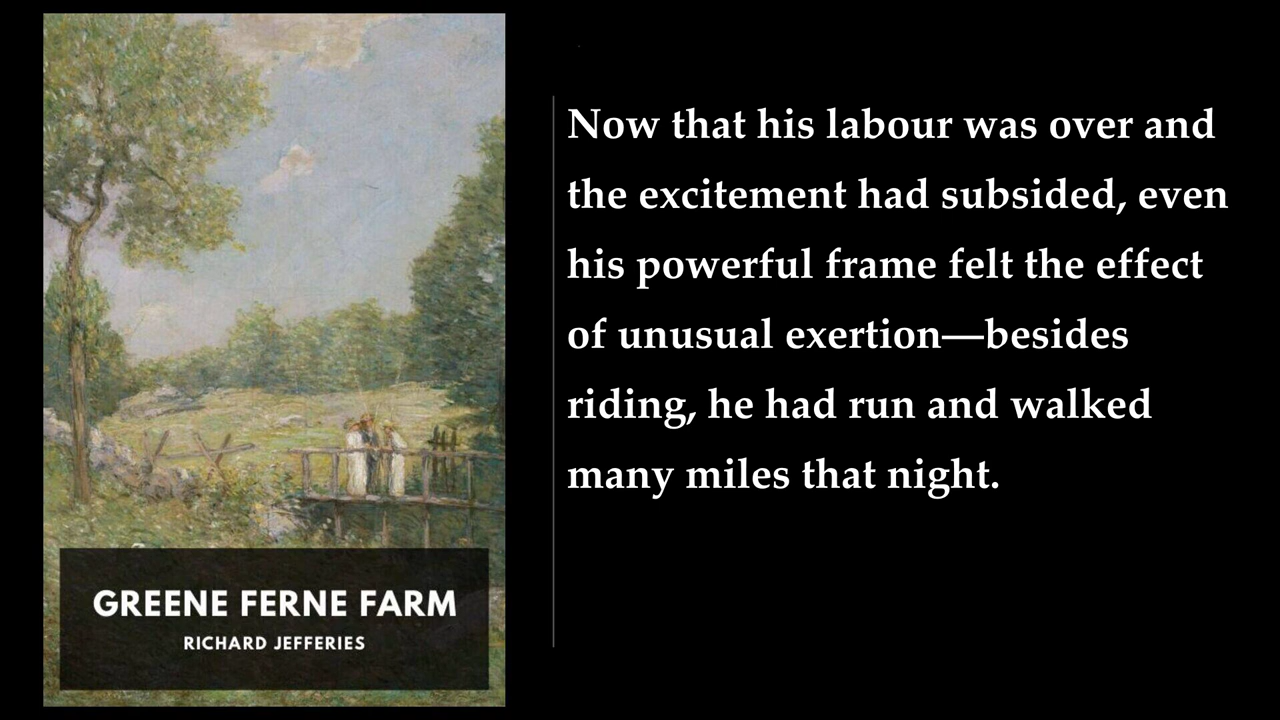 GREENE FERNE FARM
RICHARD JEFFERIES
Now that his labour was over and
the excitement had subsided, even
his powerful frame felt the effect
of unusual exertion—besides
riding, he had run and walked
many miles that night.